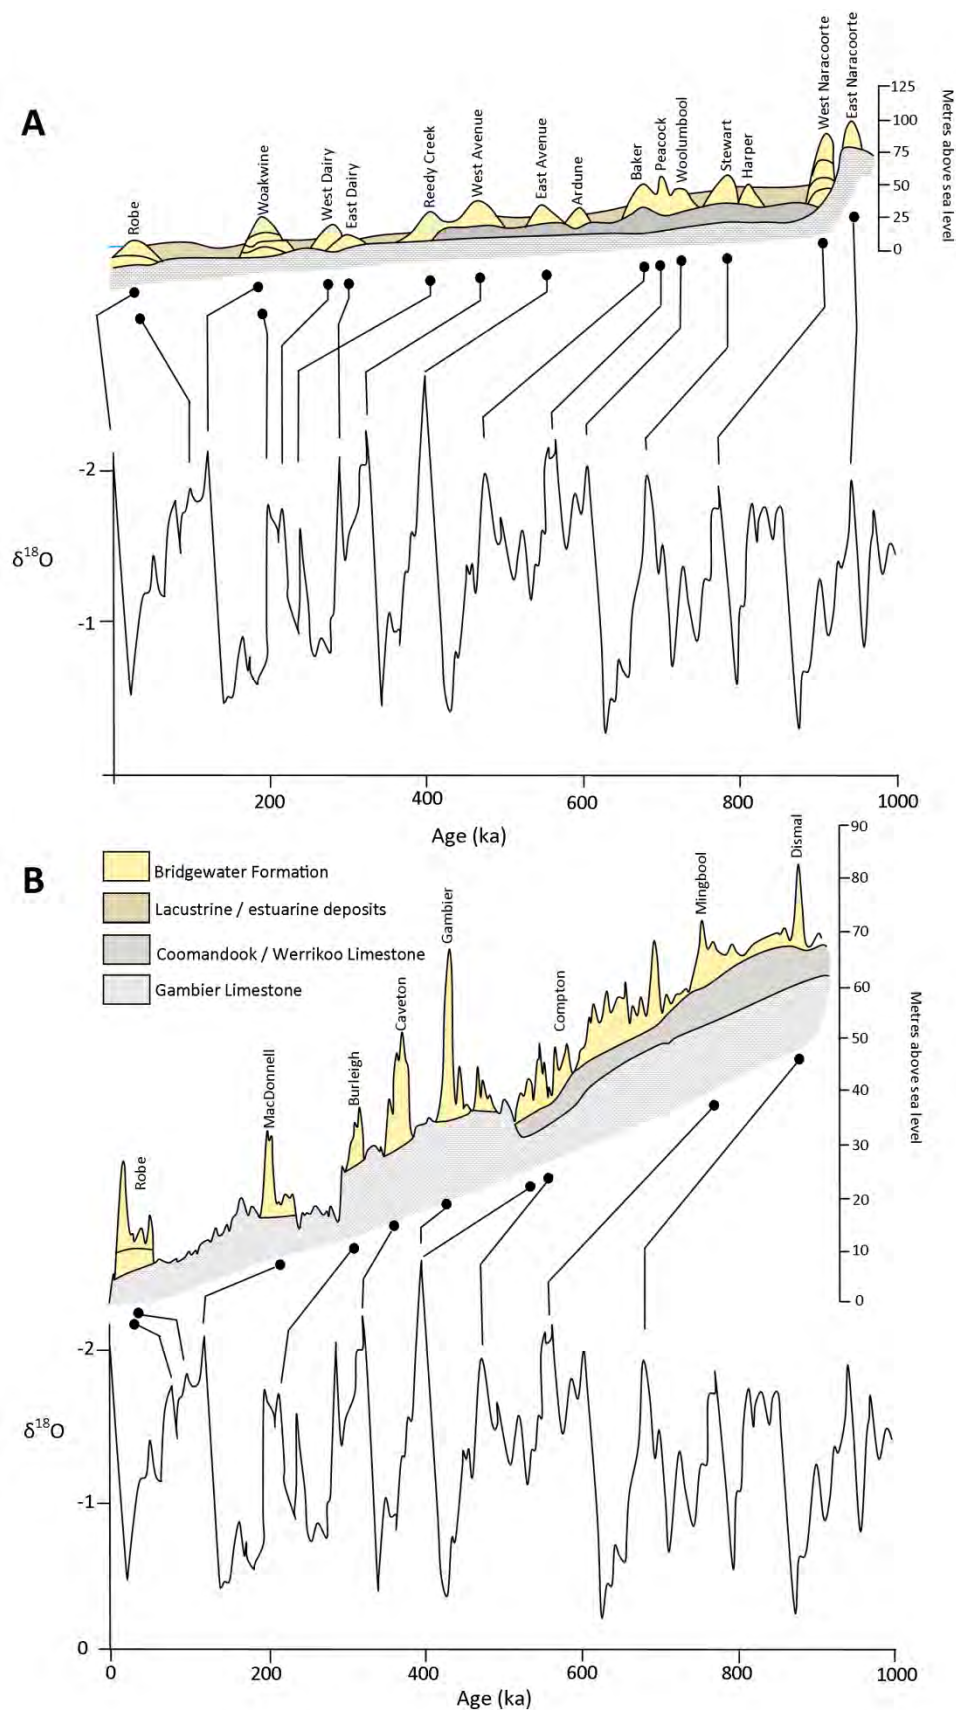 A
Robe
Woakwine
West Dairy
East Dairy
Reedy Creek
West Avenue
East Avenue
Ardune
Baker
Peacock
Woolumbool
Stewart
Harper
West Naracoorte
East Naracoorte
125
100
75
50
25
0
Metres above sea level
-2
δ¹⁸O
-1
200
400
600
800
1000
Age (ka)
B
Bridgewater Formation
Lacustrine / estuarine deposits
Coomandook / Werrikoo Limestone
Gambier Limestone
Robe
MacDonnell
Burleigh
Caveton
Gambier
Compton
Mingbool
Dismal
90
80
70
60
50
40
30
20
10
0
Metres above sea level
-2
δ¹⁸O
-1
0
0
200
400
600
800
1000
Age (ka)